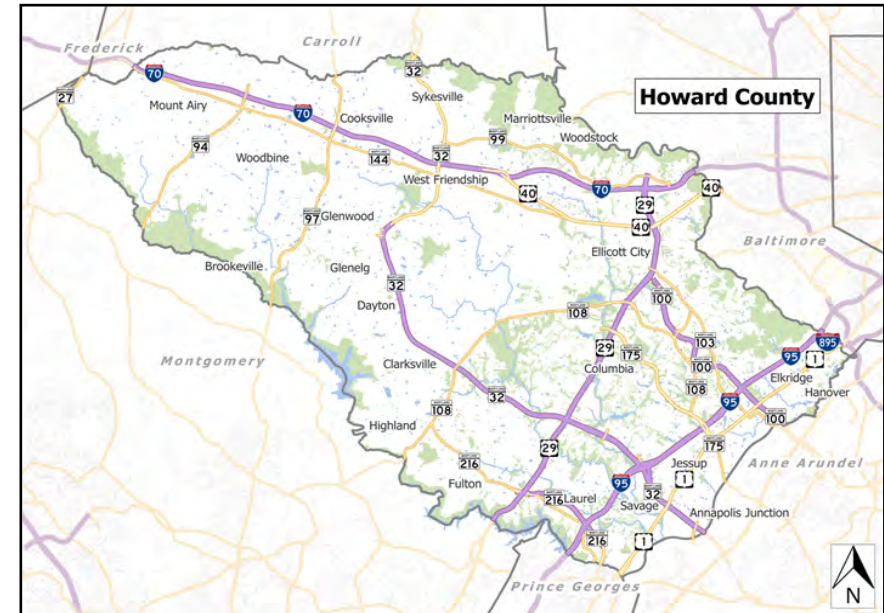 Frederick
Carroll
Howard County
70
32
27
Mount Airy
Sykesville
70
Cooksville
Marriottsville
94
99
Woodstock
Woodbine
144
32
West Friendship
40
70
40
29
97
Glenwood
40
Ellicott City
Baltimore
Brookeville
Glenelg
32
100
Dayton
108
Montgomery
29
175
103
895
95
1
Clarksville
Columbia
100
Elkridge
32
108
95
Hanover
108
Highland
100
29
175
216
Jessup
Anne Arundel
Fulton
95
1
216
Laurel
32
Savage
Annapolis Junction
216
1
Prince Georges
N